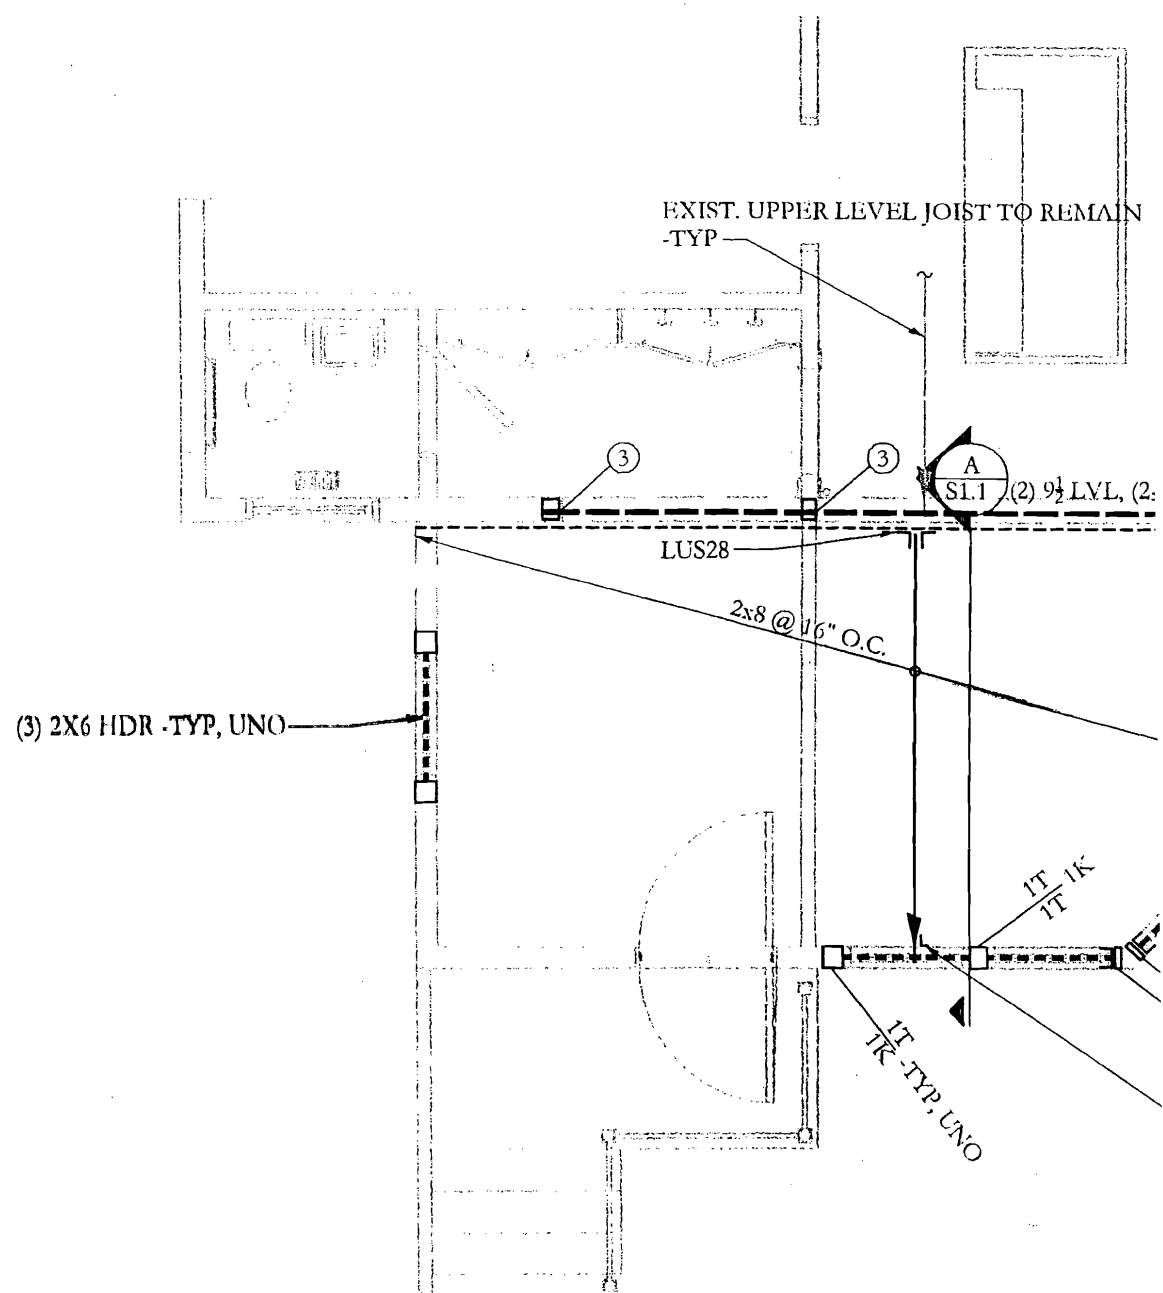 EXIST. UPPER LEVEL JOIST TO REMAIN
-TYP
3
3
A
S1.1
(2) 9½ LVL, (2
LUS28
2x8 @ 16" O.C.
(3) 2X6 HDR -TYP, UNO
1T 1K
1T
1T
1K -TYP, UNO